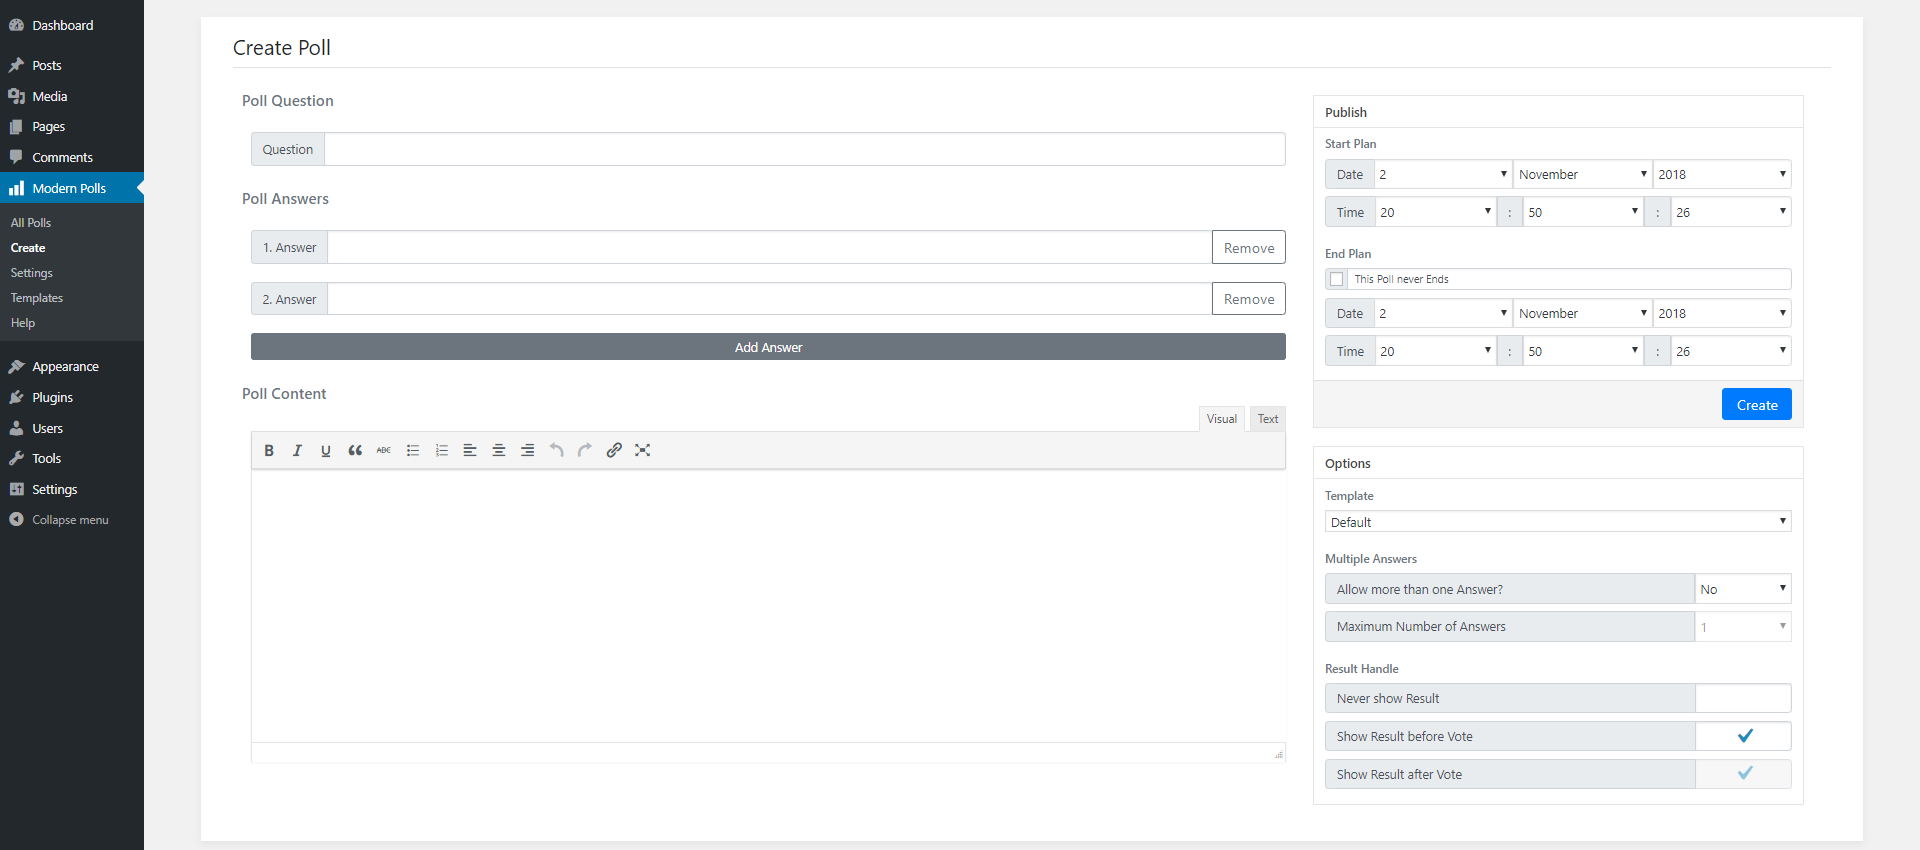 Dashboard
Posts
Media
Pages
Comments
Modern Polls
All Polls
Create
Settings
Templates
Help
Appearance
Plugins
Users
Tools
Settings
Collapse menu
Create Poll
Poll Question
Question
Poll Answers
1. Answer Remove
2. Answer Remove
Add Answer
Poll Content
Visual Text
B I U ABC
Publish
Start Plan
Date 2 November 2018
Time 20 : 50 : 26
End Plan
This Poll never Ends
Date 2 November 2018
Time 20 : 50 : 26
Create
Options
Template
Default
Multiple Answers
Allow more than one Answer? No
Maximum Number of Answers 1
Result Handle
Never show Result
Show Result before Vote
Show Result after Vote